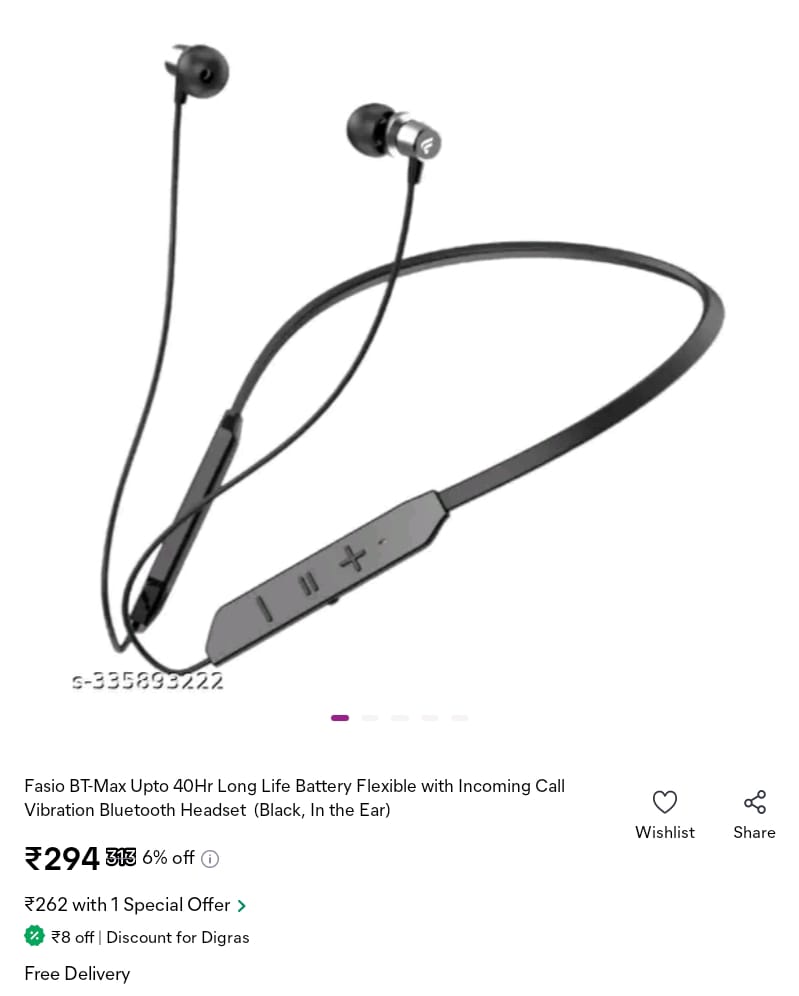 s-335893222
Fasio BT-Max Upto 40Hr Long Life Battery Flexible with Incoming Call
Vibration Bluetooth Headset (Black, In the Ear)
Wishlist
Share
₹294 313 6% off
₹262 with 1 Special Offer
₹8 off | Discount for Digras
Free Delivery